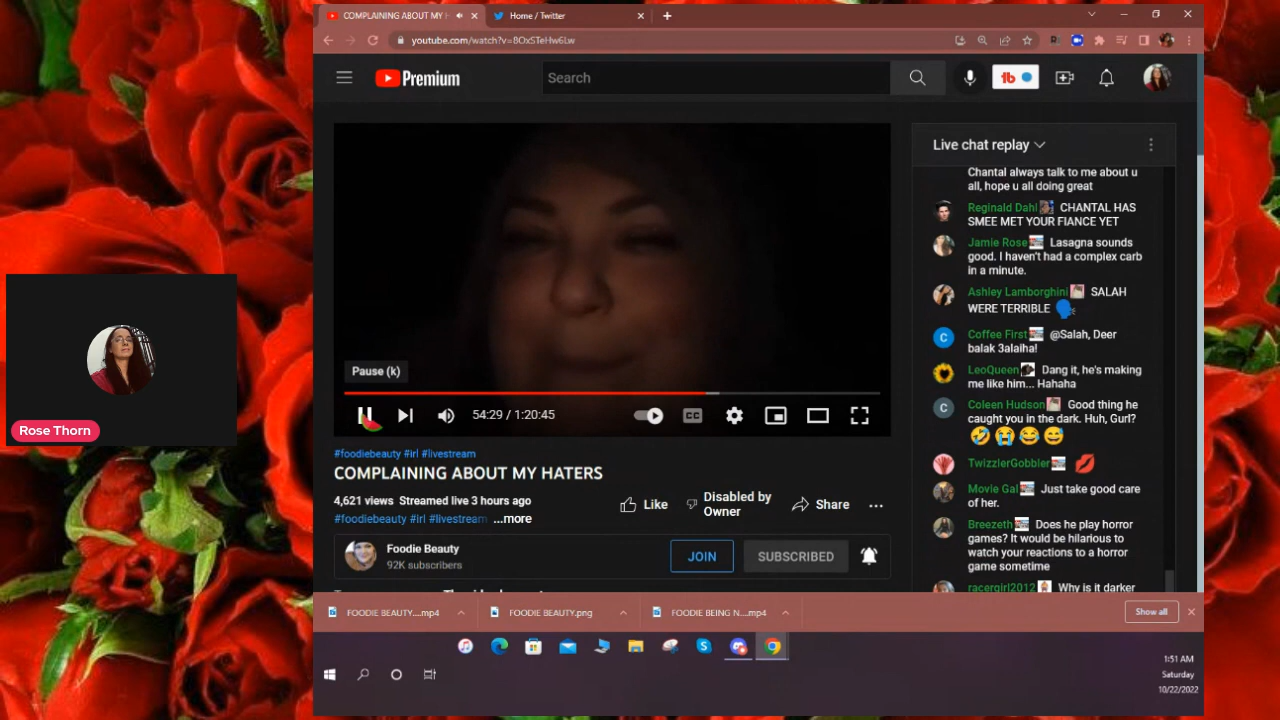 COMPLAINING ABOUT MY H
Home / Twitter
youtube.com/watch?v=8OxSTeHw6Lw
Premium
Search
Live chat replay
Chantal always talk to me about u
all, hope u all doing great
Reginald Dahl CHANTAL HAS
SMEE MET YOUR FIANCE YET
Jamie Rose Lasagna sounds
good. I haven't had a complex carb
in a minute.
Ashley Lamborghini SALAH
WERE TERRIBLE
Coffee First @Salah, Deer
balak 3alaiha!
LeoQueen Dang it, he's making
me like him... Hahaha
Coleen Hudson Good thing he
caught you in the dark. Huh, Gurl?
TwizzlerGobbler
Movie Gal Just take good care
of her.
Breezeth Does he play horror
games? It would be hilarious to
watch your reactions to a horror
game sometime
racergirl2012 Why is it darker
Pause (k)
54:29 / 1:20:45
CC
#foodiebeauty #irl #livestream
COMPLAINING ABOUT MY HATERS
4,621 views Streamed live 3 hours ago
#foodiebeauty #irl #livestream ...more
Like
Disabled by
Owner
Share
Foodie Beauty
92K subscribers
JOIN
SUBSCRIBED
Rose Thorn
FOODIE BEAUTY....mp4
FOODIE BEAUTY.png
FOODIE BEING N....mp4
Show all
1:51 AM
Saturday
10/22/2022